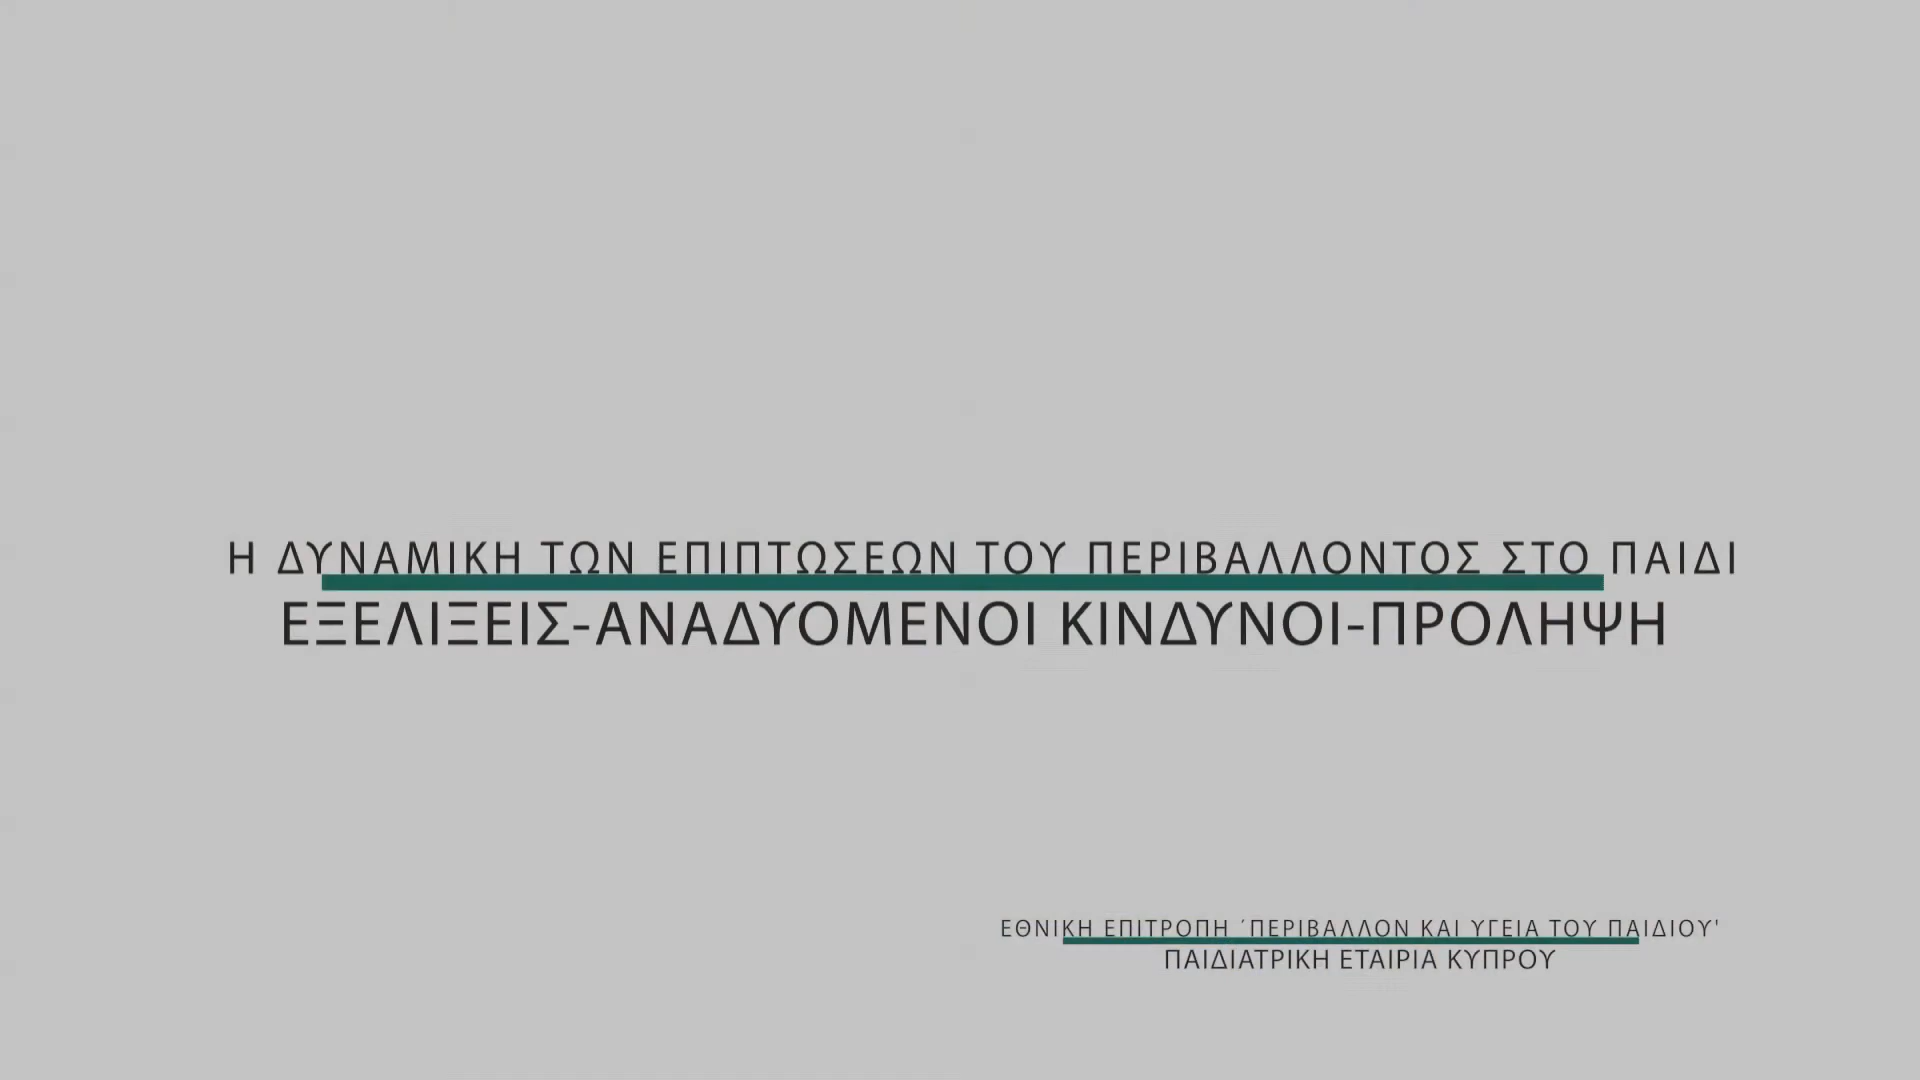 Η ΔΥΝΑΜΙΚΗ ΤΩΝ ΕΠΙΠΤΩΣΕΩΝ ΤΟΥ ΠΕΡΙΒΑΛΛΟΝΤΟΣ ΣΤΟ ΠΑΙΔΙ
ΕΞΕΛΙΞΕΙΣ-ΑΝΑΔΥΟΜΕΝΟΙ ΚΙΝΔΥΝΟΙ-ΠΡΟΛΗΨΗ
ΕΘΝΙΚΗ ΕΠΙΤΡΟΠΗ ΄ΠΕΡΙΒΑΛΛΟΝ ΚΑΙ ΥΓΕΙΑ ΤΟΥ ΠΑΙΔΙΟΥ'
ΠΑΙΔΙΑΤΡΙΚΗ ΕΤΑΙΡΙΑ ΚΥΠΡΟΥ